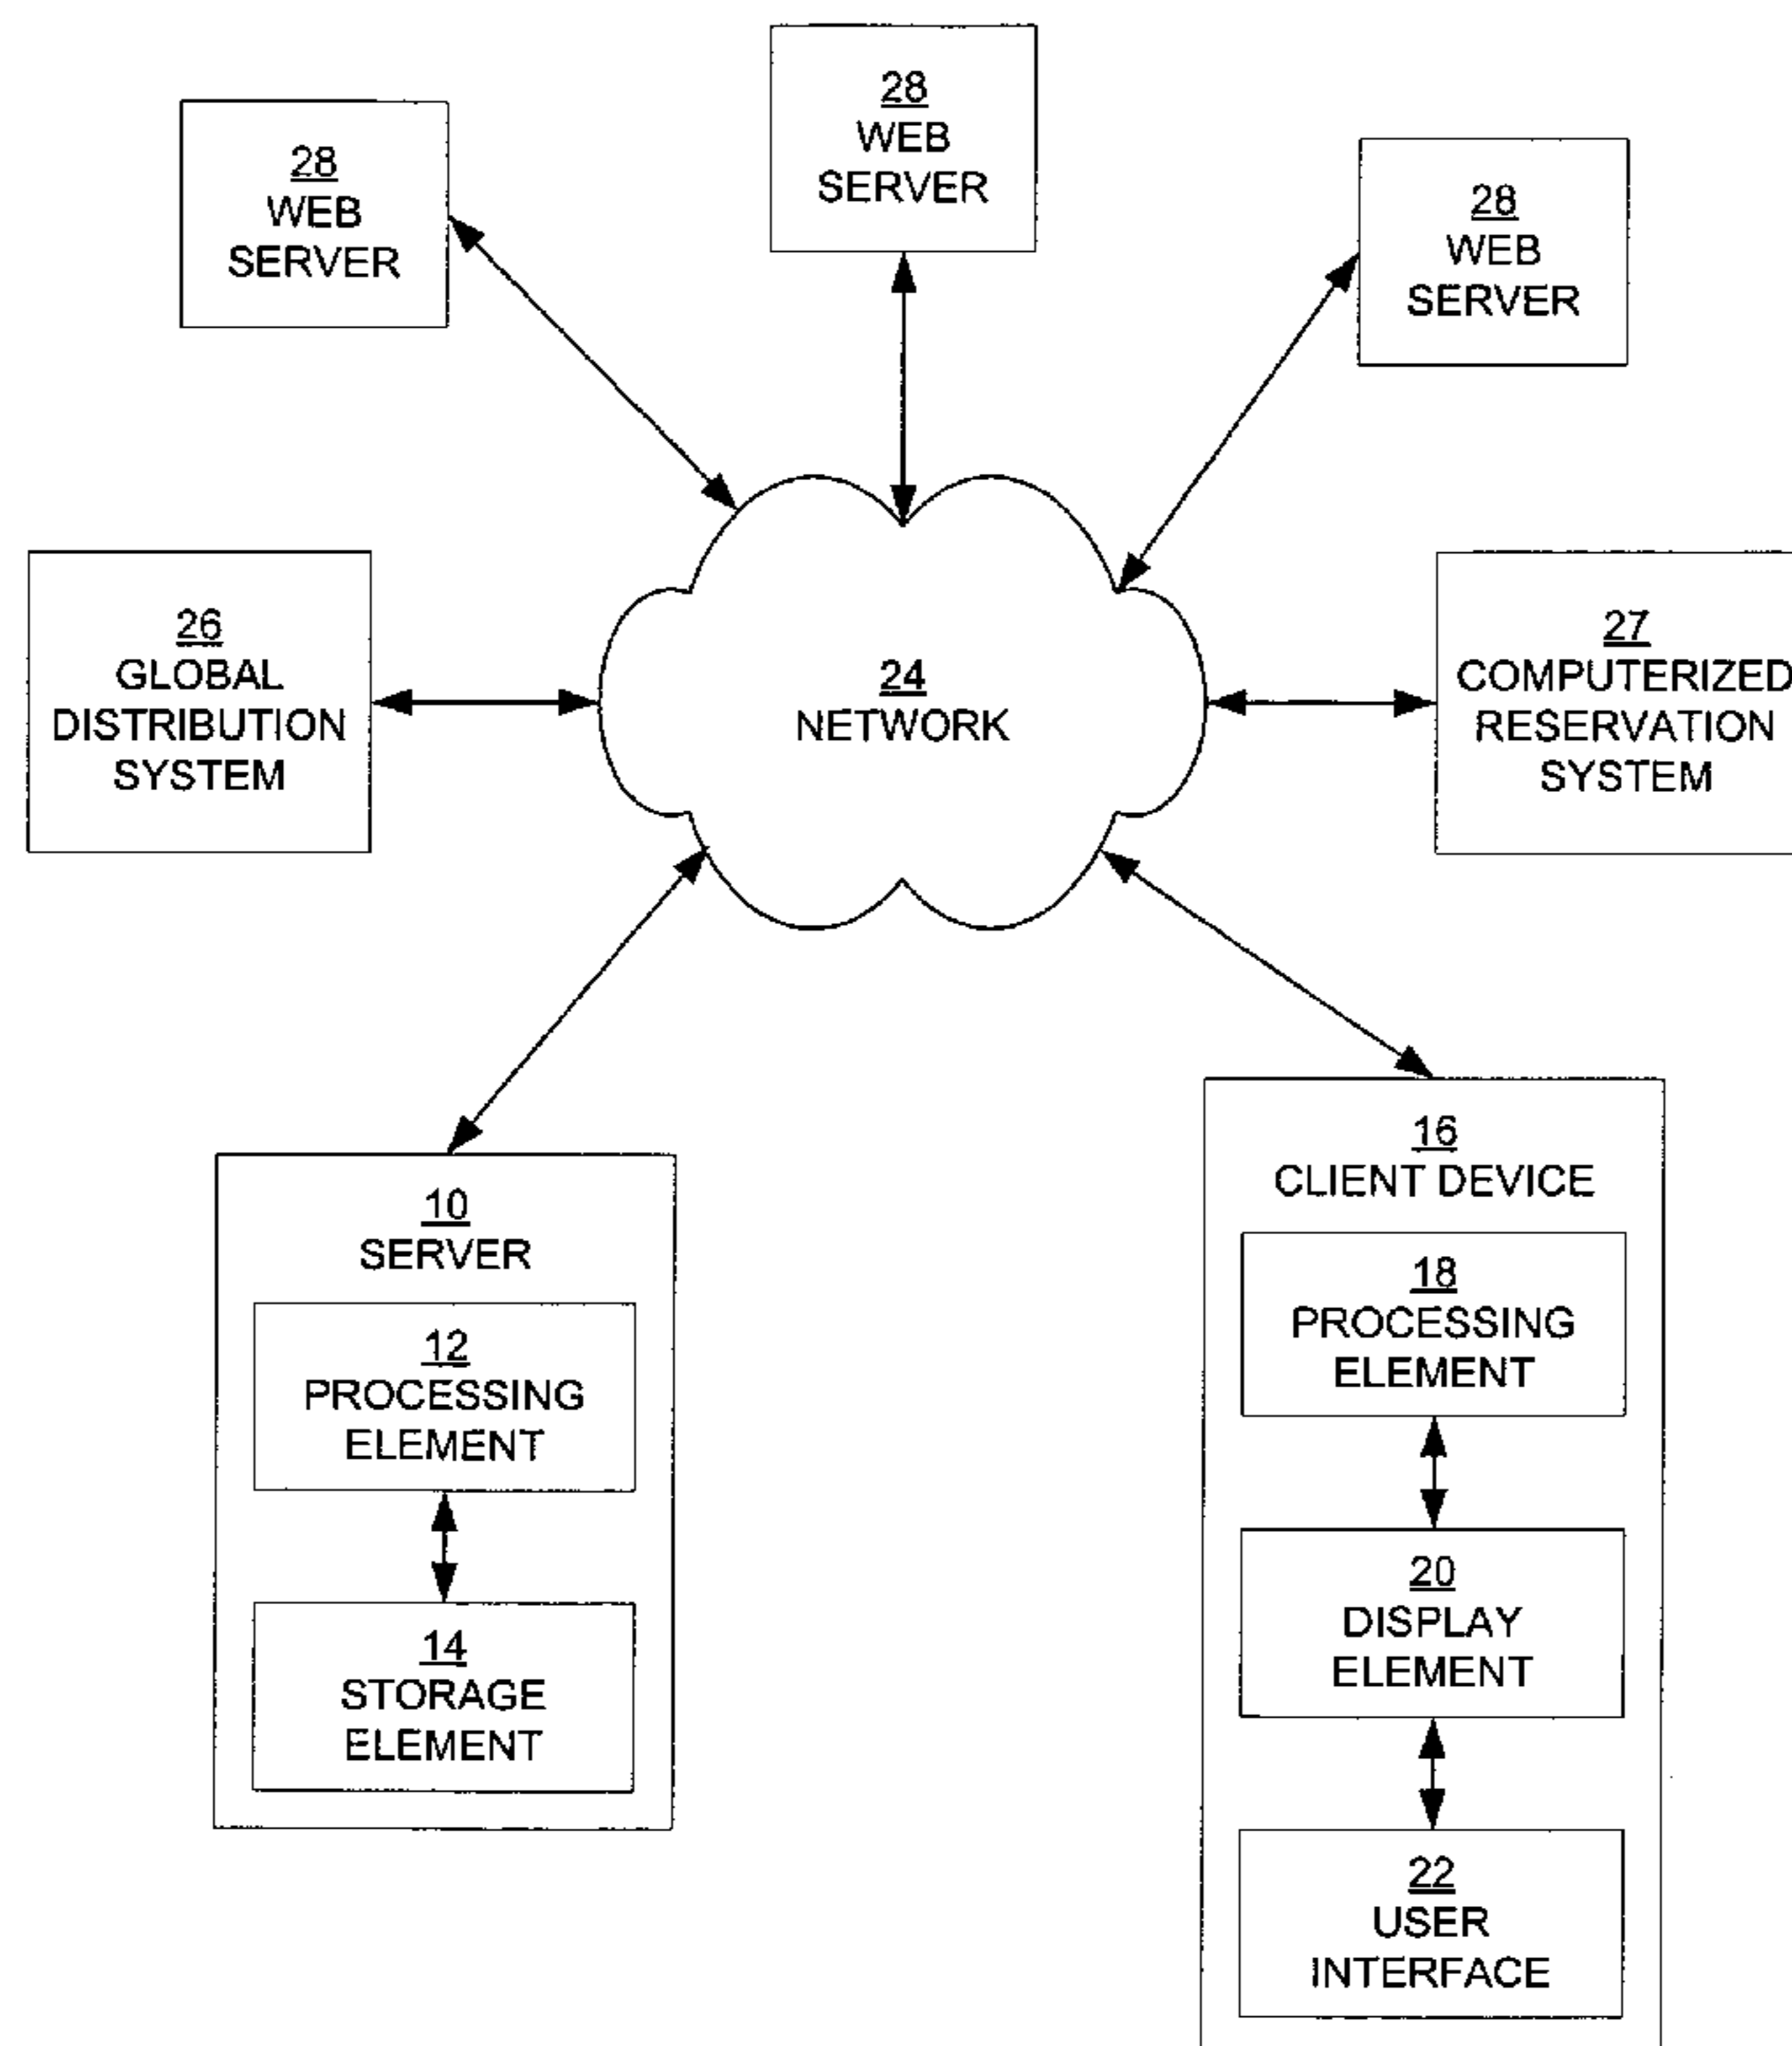 28
WEB
SERVER
28
WEB
SERVER
28
WEB
SERVER
26
GLOBAL
DISTRIBUTION
SYSTEM
24
NETWORK
27
COMPUTERIZED
RESERVATION
SYSTEM
10
SERVER
12
PROCESSING
ELEMENT
14
STORAGE
ELEMENT
16
CLIENT DEVICE
18
PROCESSING
ELEMENT
20
DISPLAY
ELEMENT
22
USER
INTERFACE